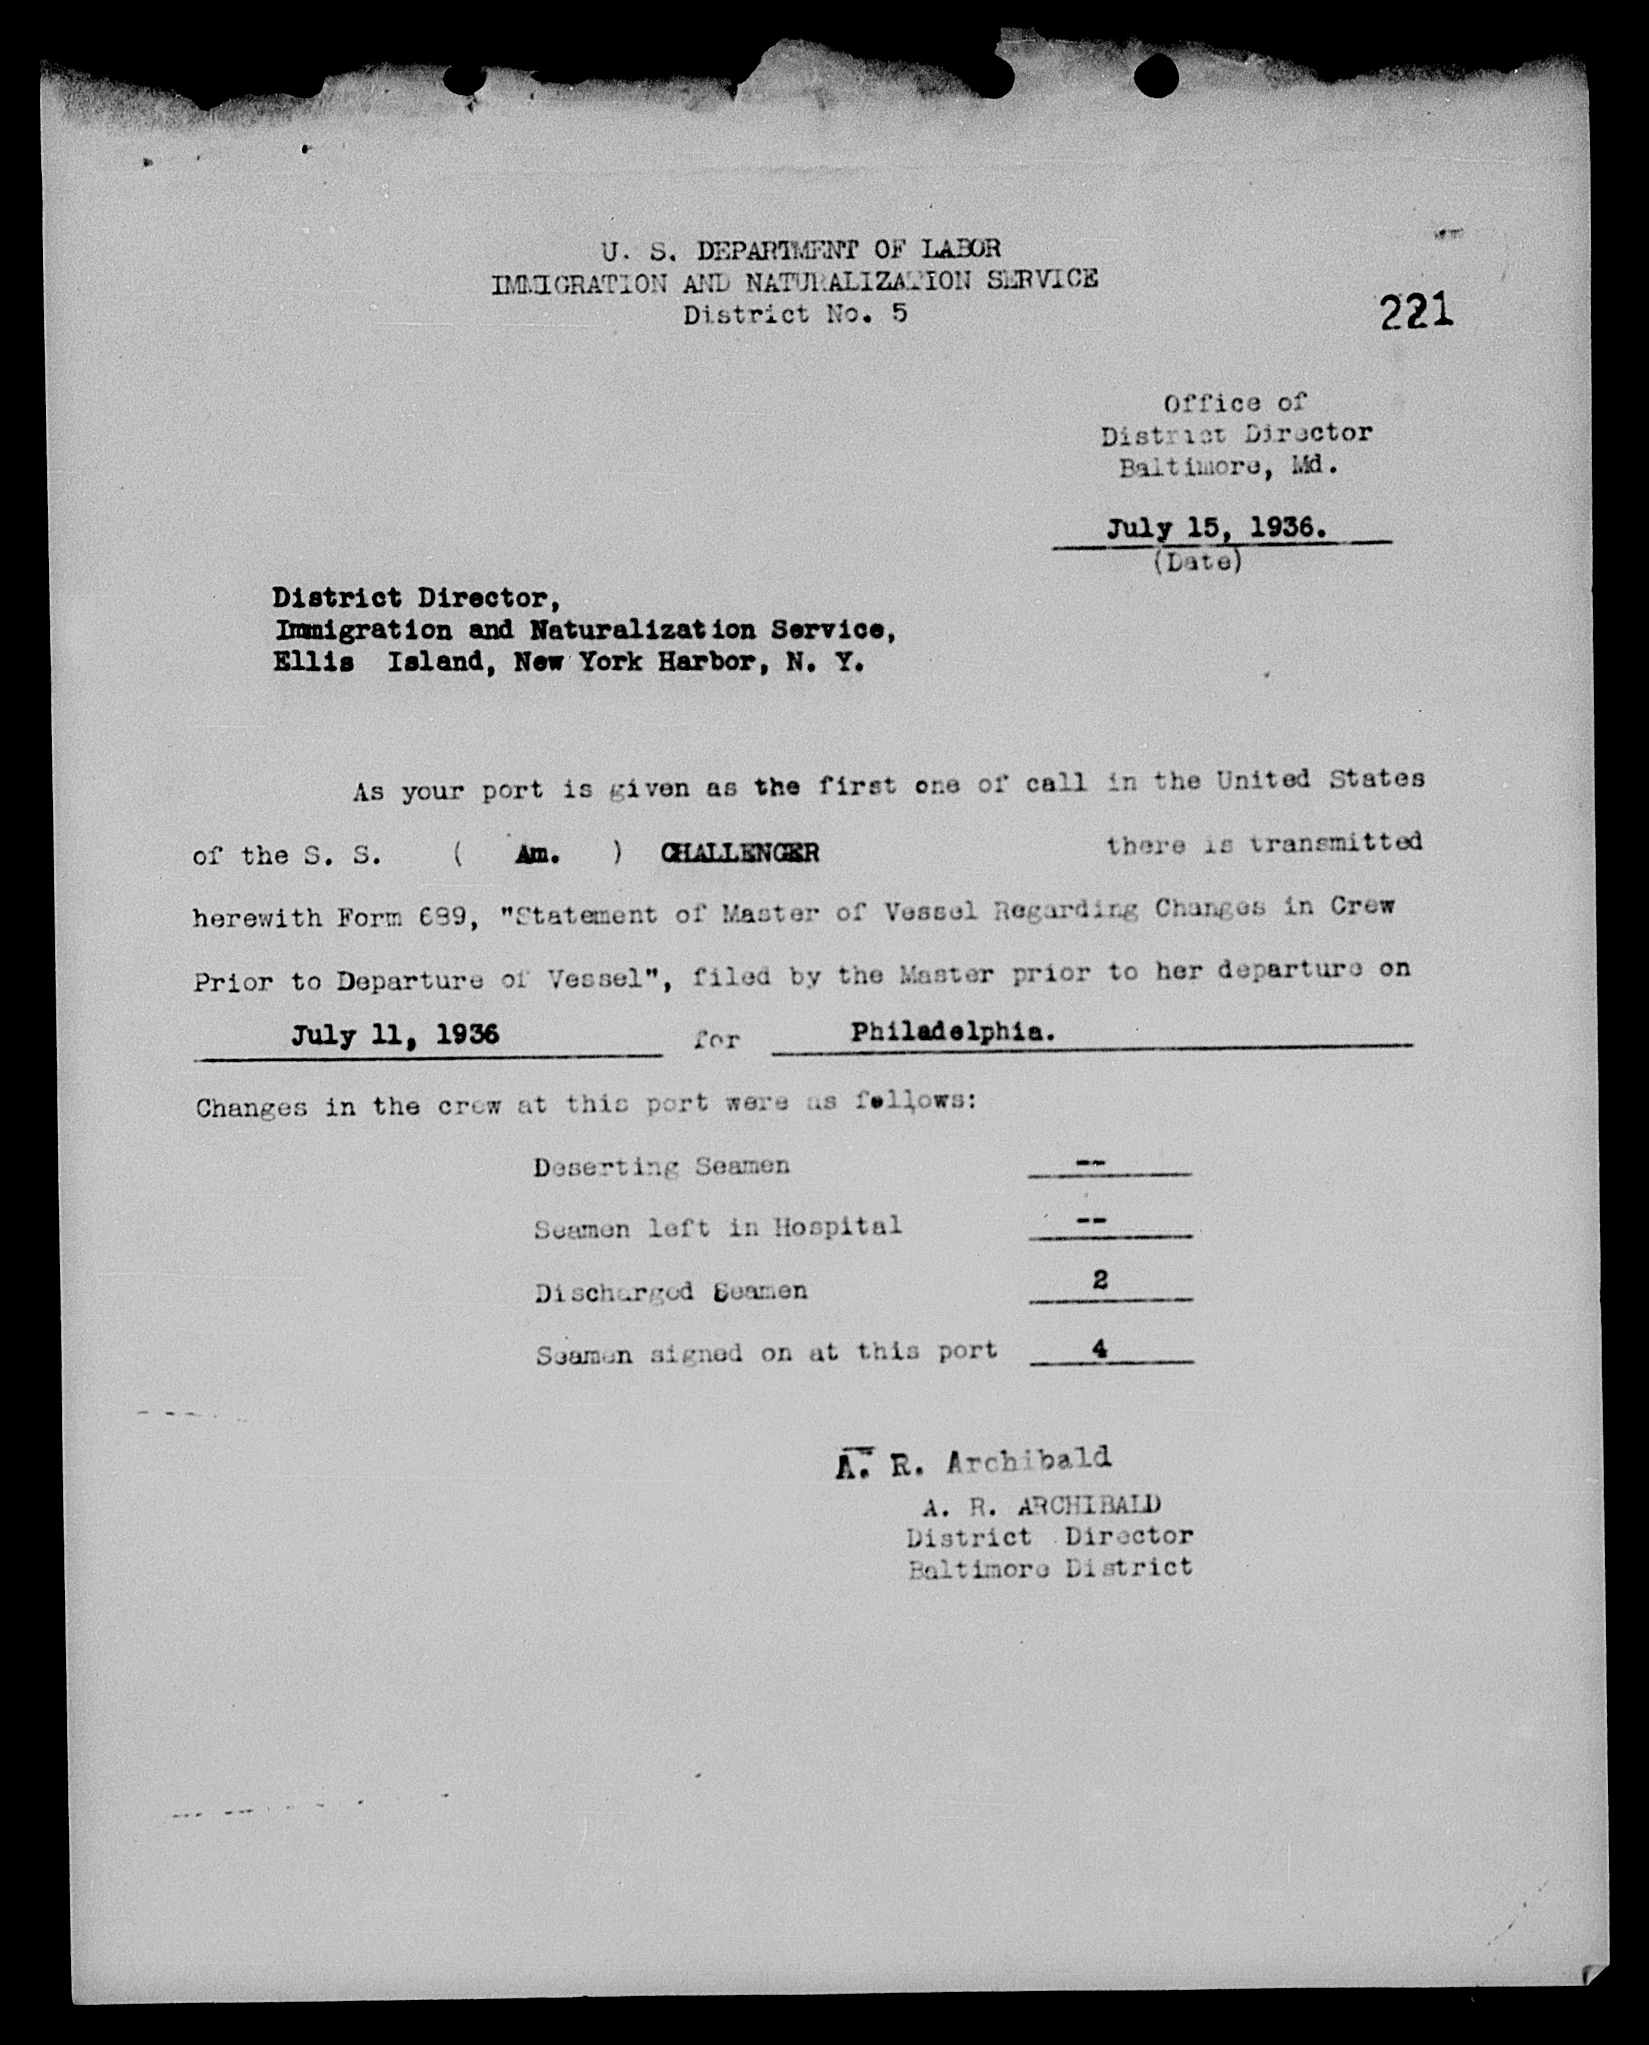 U. S. DEPARTMENT OF LABOR
IMMIGRATION AND NATURALIZATION SERVICE
District No. 5
221
Office of
District Director
Baltimore, Md.
July 15, 1936.
(Date)
District Director,
Immigration and Naturalization Service,
Ellis Island, New York Harbor, N. Y.
As your port is given as the first one of call in the United States
of the S. S. ( Am. ) CHALLENGER there is transmitted
herewith Form 689, "Statement of Master of Vessel Regarding Changes in Crew
Prior to Departure of Vessel", filed by the Master prior to her departure on
July 11, 1936 for Philadelphia.
Changes in the crew at this port were as follows:
Deserting Seamen --
Seamen left in Hospital --
Discharged Seamen 2
Seamen signed on at this port 4
A. R. Archibald
A. R. ARCHIBALD
District Director
Baltimore District